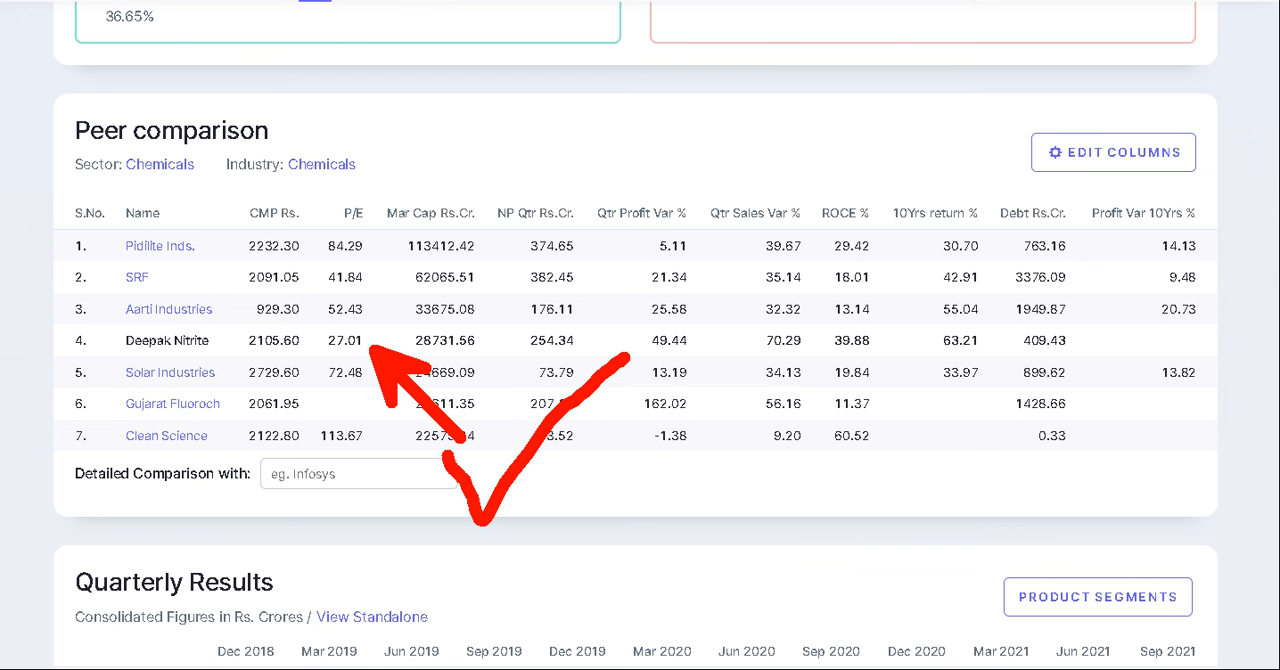 36.65%
Peer comparison
Sector: Chemicals Industry: Chemicals
EDIT COLUMNS
S.No. Name CMP Rs. P/E Mar Cap Rs.Cr. NP Qtr Rs.Cr. Qtr Profit Var % Qtr Sales Var % ROCE % 10Yrs return % Debt Rs.Cr. Profit Var 10Yrs %
1. Pidilite Inds. 2232.30 84.29 113412.42 374.65 5.11 39.67 29.42 30.70 763.16 14.13
2. SRF 2091.05 41.84 62065.51 382.45 21.34 35.14 18.01 42.91 3376.09 9.48
3. Aarti Industries 929.30 52.43 33675.08 176.11 25.58 32.32 13.14 55.04 1949.87 20.73
4. Deepak Nitrite 2105.60 27.01 28731.56 254.34 49.44 70.29 39.88 63.21 409.43
5. Solar Industries 2729.60 72.48 73.79 13.19 34.13 19.84 33.97 899.62 13.82
6. Gujarat Fluoroch 2061.95 162.02 56.16 11.37 1428.66
7. Clean Science 2122.80 113.67 -1.38 9.20 60.52 0.33
Detailed Comparison with: eg. Infosys
Quarterly Results
PRODUCT SEGMENTS
Consolidated Figures in Rs. Crores / View Standalone
Dec 2018 Mar 2019 Jun 2019 Sep 2019 Dec 2019 Mar 2020 Jun 2020 Sep 2020 Dec 2020 Mar 2021 Jun 2021 Sep 2021